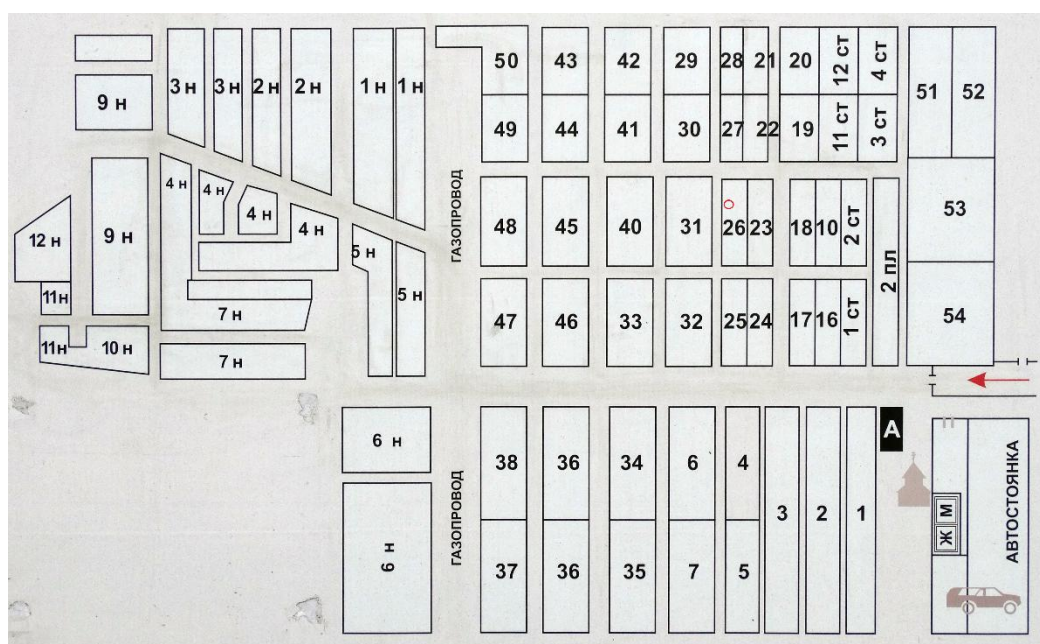 3 н
3 н
2 н
2 н
1 н
1 н
50
43
42
29
28
21
20
12 ст
4 ст
51
52
9 н
49
44
41
30
27
22
19
11 ст
3 ст
4 н
4 н
4 н
4 н
ГАЗОПРОВОД
48
45
40
31
26
23
18
10
2 ст
53
12 н
9 н
5 н
11 н
5 н
2 пл
7 н
47
46
33
32
25
24
17
16
1 ст
54
11 н
10 н
7 н
6 н
38
36
34
6
4
А
ГАЗОПРОВОД
3
2
1
М
Ж
АВТОСТОЯНКА
6 н
37
36
35
7
5